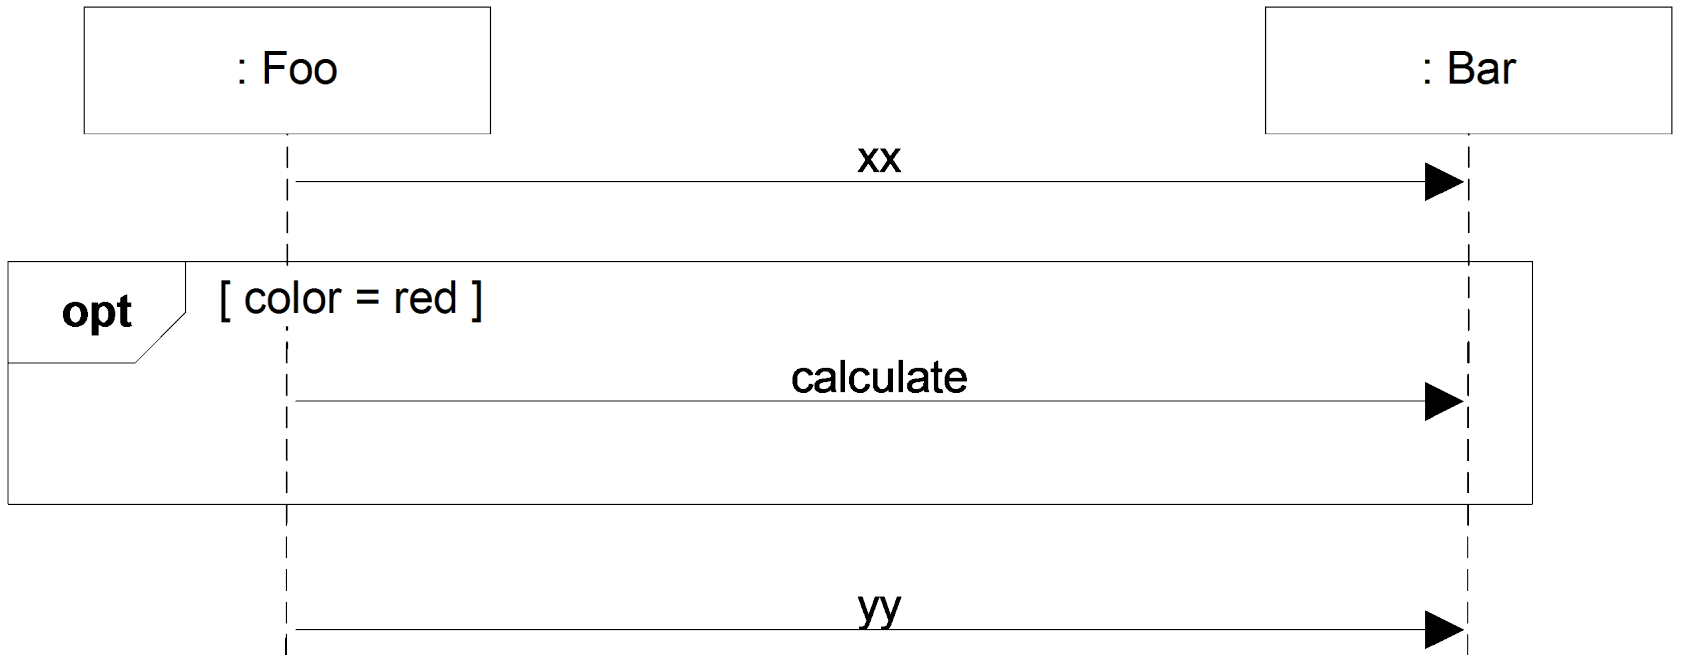 : Foo
: Bar
xx
opt
[ color = red ]
calculate
yy